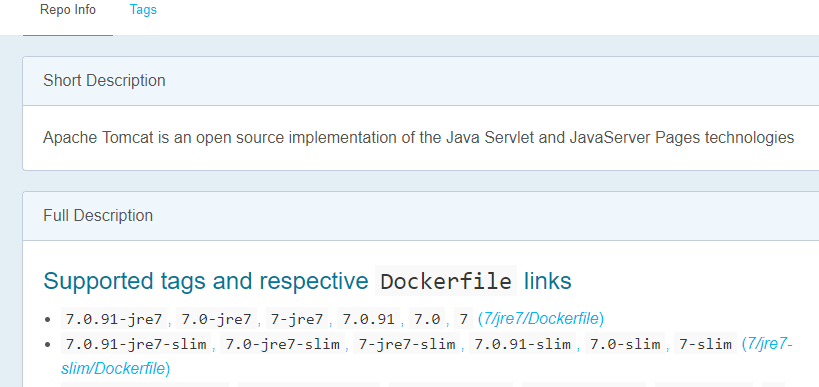 Repo Info Tags
Short Description
Apache Tomcat is an open source implementation of the Java Servlet and JavaServer Pages technologies
Full Description
Supported tags and respective Dockerfile links
• 7.0.91-jre7, 7.0-jre7, 7-jre7, 7.0.91, 7.0, 7 (7/jre7/Dockerfile)
• 7.0.91-jre7-slim, 7.0-jre7-slim, 7-jre7-slim, 7.0.91-slim, 7.0-slim, 7-slim (7/jre7-
slim/Dockerfile)